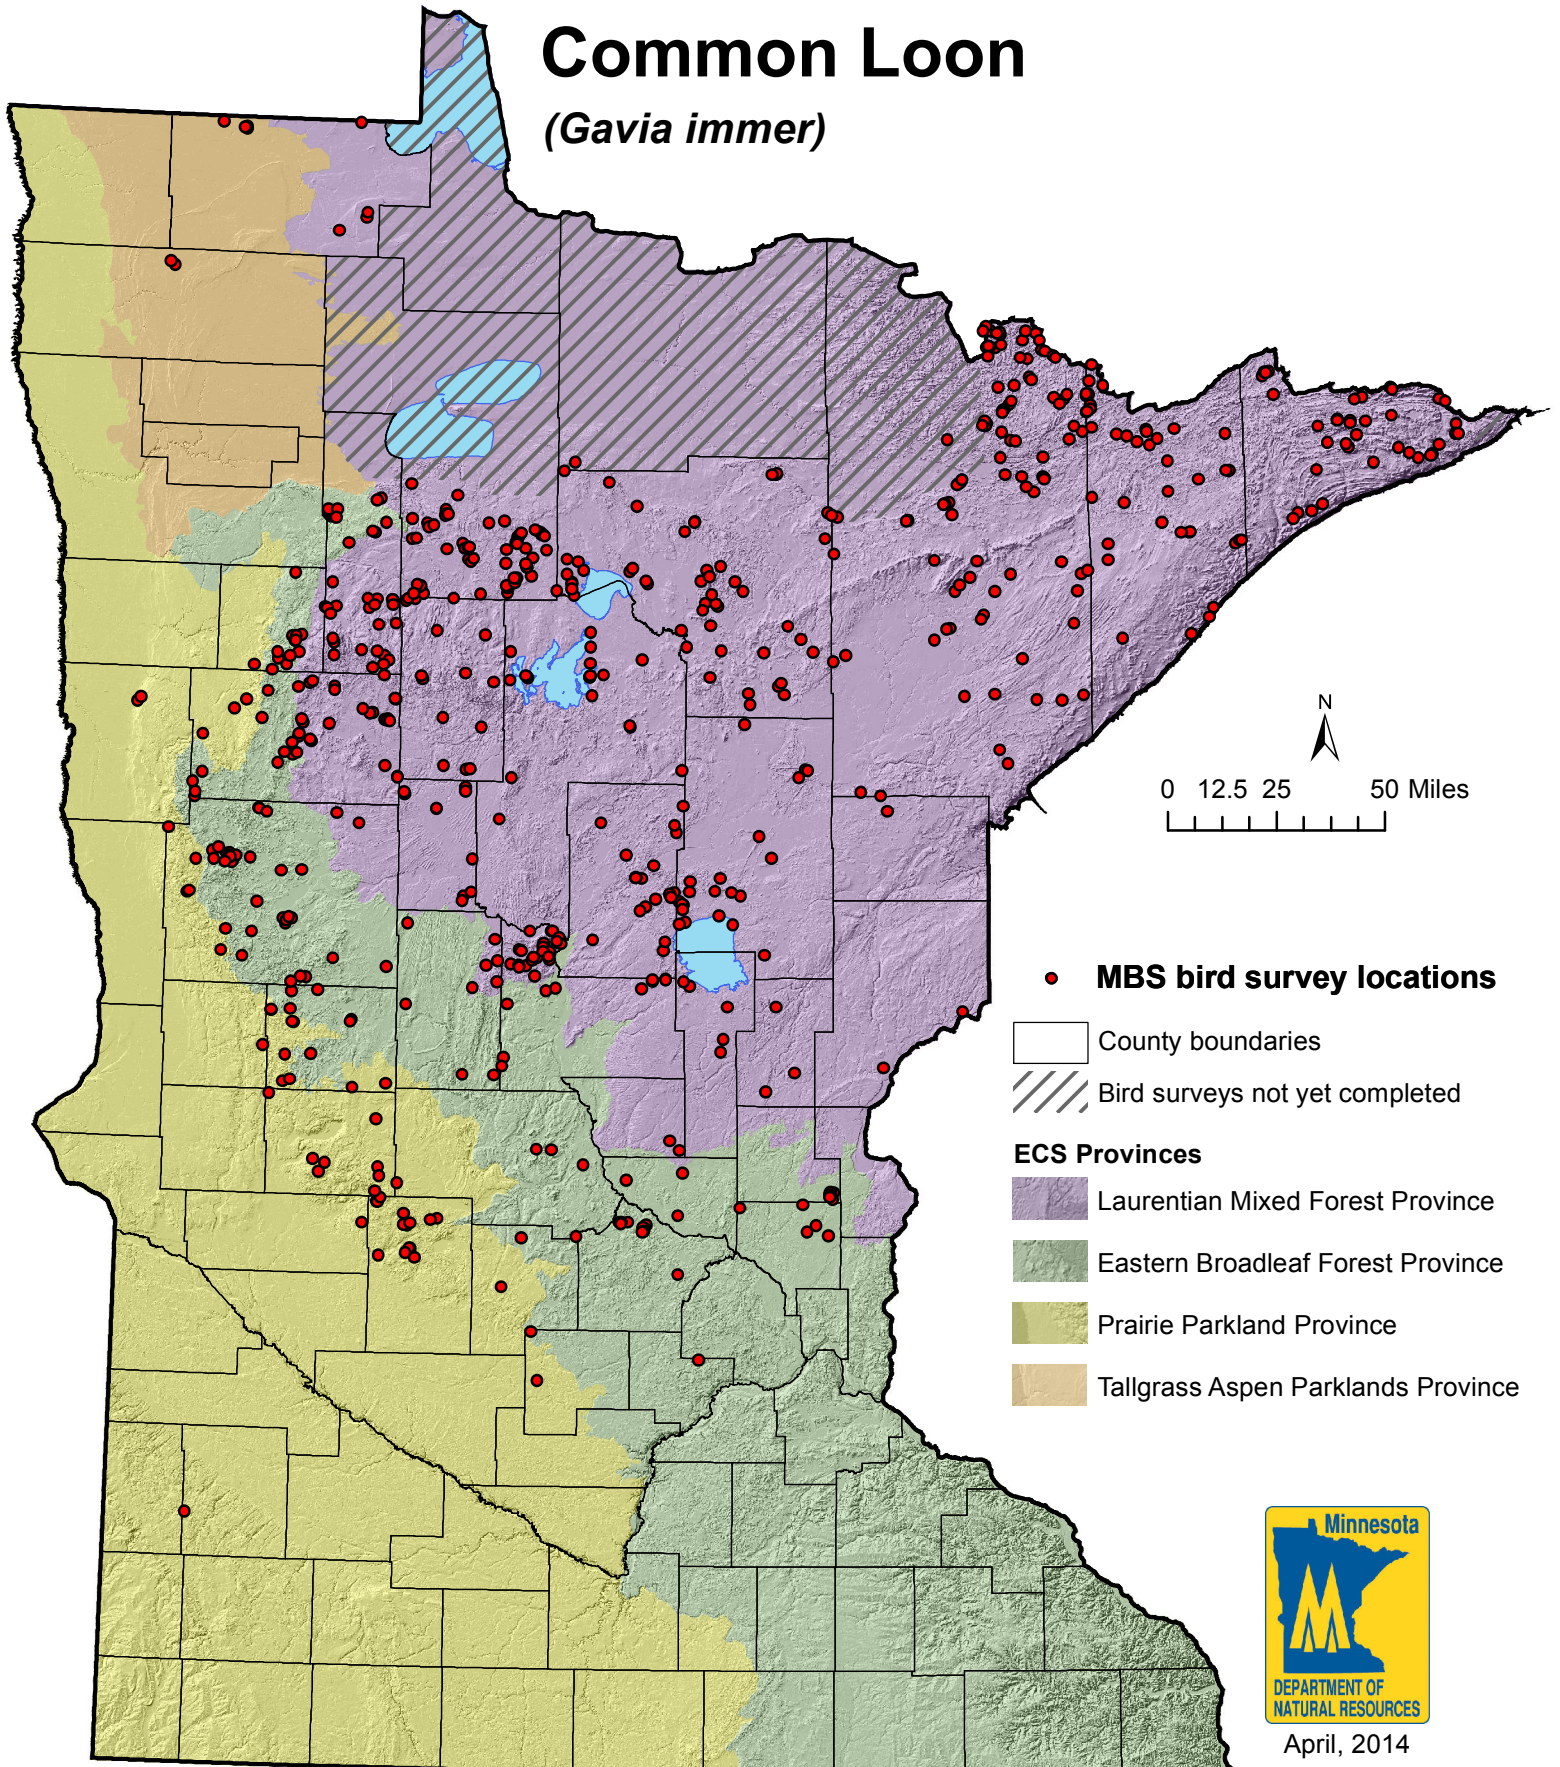 Common Loon
(Gavia immer)
N
0 12.5 25 50 Miles
MBS bird survey locations
County boundaries
Bird surveys not yet completed
ECS Provinces
Laurentian Mixed Forest Province
Eastern Broadleaf Forest Province
Prairie Parkland Province
Tallgrass Aspen Parklands Province
Minnesota
DEPARTMENT OF
NATURAL RESOURCES
April, 2014